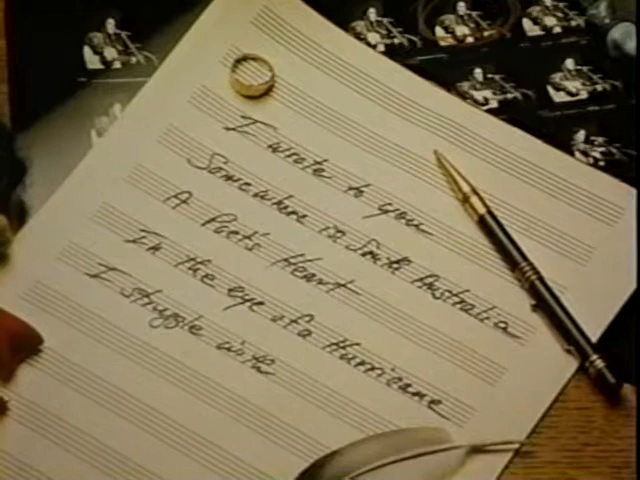 I wrote to you
Somewhere in South Australia
A Poet's Heart
In the eye of a Hurricane
I struggle with